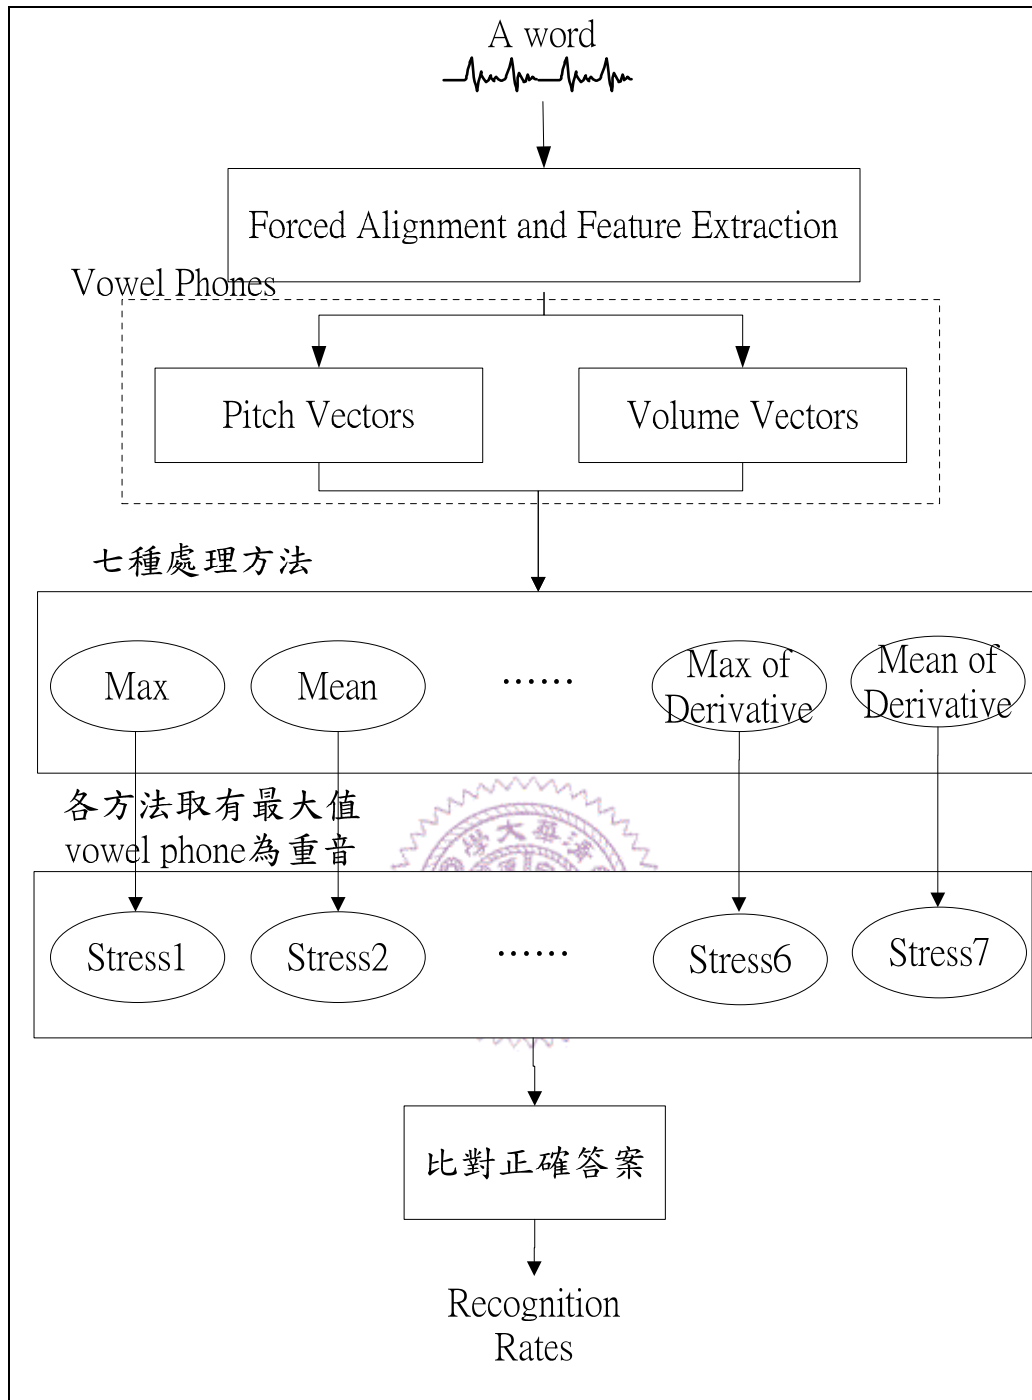 A word
Forced Alignment and Feature Extraction
Vowel Phones
Pitch Vectors
Volume Vectors
七種處理方法
Max
Mean
……
Max of
Derivative
Mean of
Derivative
各方法取有最大值
vowel phone為重音
Stress1
Stress2
……
Stress6
Stress7
比對正確答案
Recognition
Rates